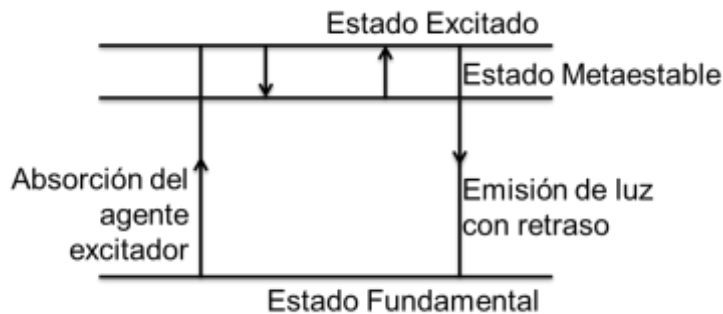 Estado Excitado
Estado Metaestable
Absorción del
agente
excitador
Emisión de luz
con retraso
Estado Fundamental